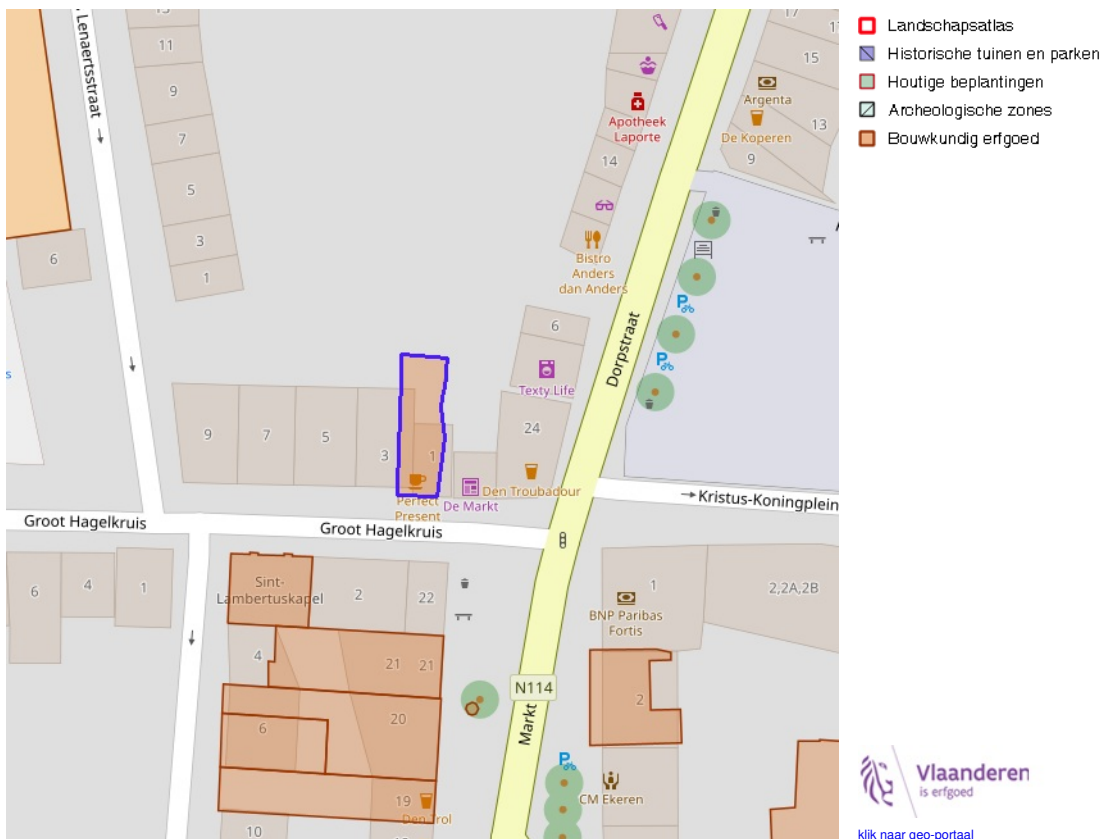 Landschapsatlas
Historische tuinen en parken
Houtige beplantingen
Archeologische zones
Bouwkundig erfgoed
Lenaertsstraat
11
9
7
5
3
1
6
17
15
13
9
Argenta
De Koperen
Apotheek
Laporte
14
Bistro
Anders
dan Anders
Dorpstraat
6
Texty Life
24
Den Troubadour
9
7
5
3
1
Perfect
Present
De Markt
Kristus-Koningplein
Groot Hagelkruis
Groot Hagelkruis
6
4
1
Sint-
Lambertuskapel
2
22
4
21
21
20
6
19
Den Trol
10
N114
Markt
1
2,2A,2B
BNP Paribas
Fortis
2
CM Ekeren
Vlaanderen
is erfgoed
klik naar geo-portaal